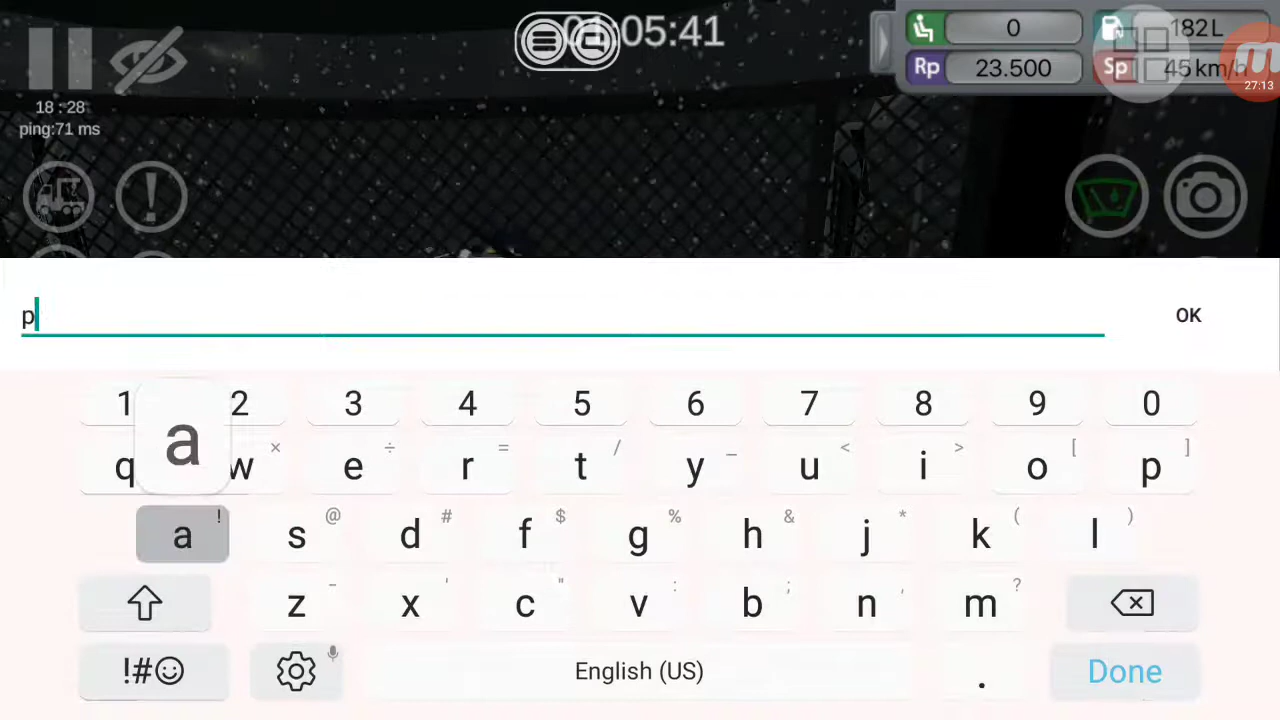 01:05:41
0
182L
Rp
23.500
Sp
45 km/h
27:13
18 : 28
ping:71 ms
p
OK
1 2 3 4 5 6 7 8 9 0
a
q w × e ÷ r = t / y _ u < i > o [ p ]
a ! s @ d # f $ g % h & j * k ( l )
z - x ' c " v : b ; n , m ?
!#☺ English (US) . Done